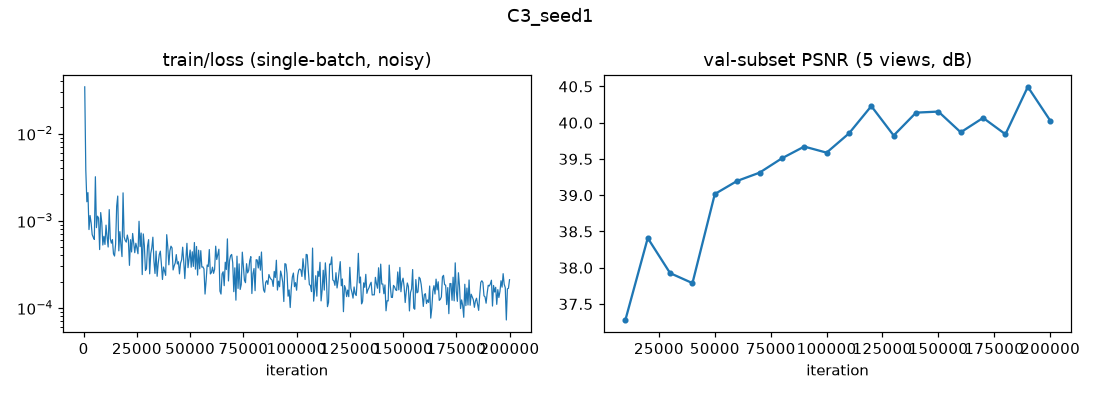 C3_seed1
train/loss (single-batch, noisy)
val-subset PSNR (5 views, dB)
10⁻²
10⁻³
10⁻⁴
0 25000 50000 75000 100000 125000 150000 175000 200000
iteration
40.5
40.0
39.5
39.0
38.5
38.0
37.5
25000 50000 75000 100000 125000 150000 175000 200000
iteration